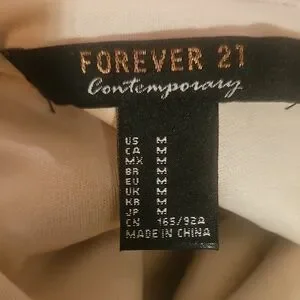 FOREVER 21
Contemporary
US M
CA M
MX M
BR M
EU M
UK M
KR M
JP M
CN 165/92A
MADE IN CHINA